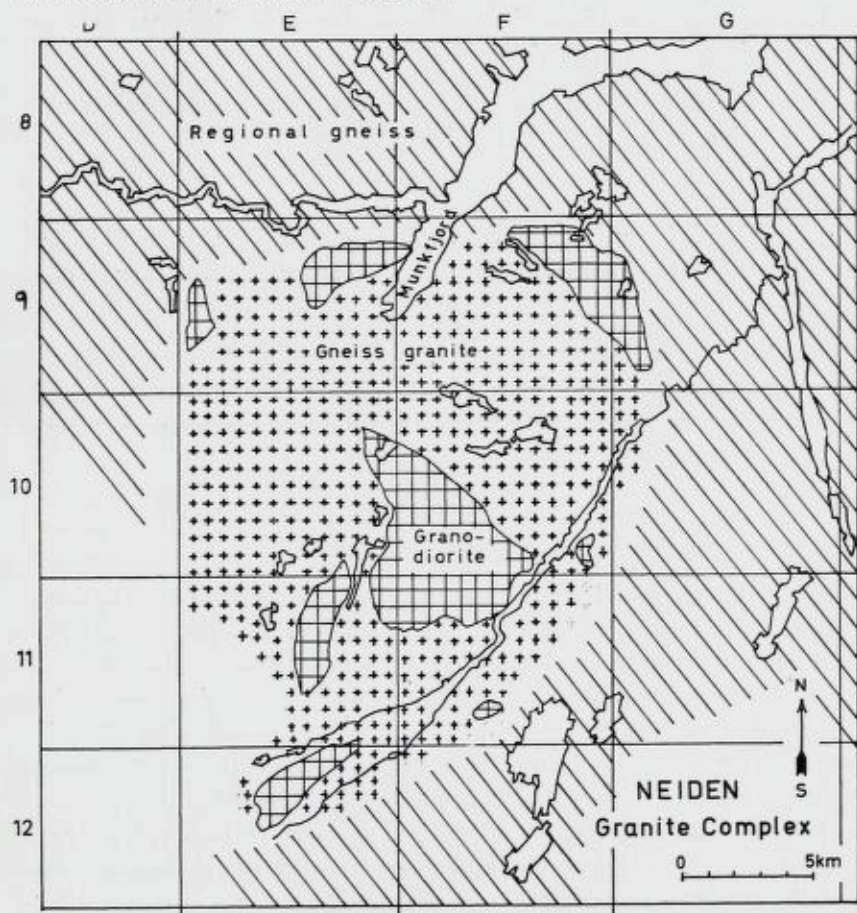 E F G
8
Regional gneiss
Munkfjord
9
Gneiss granite
10
Grano-
diorite
11
N
S
NEIDEN
Granite Complex
12
0 5km